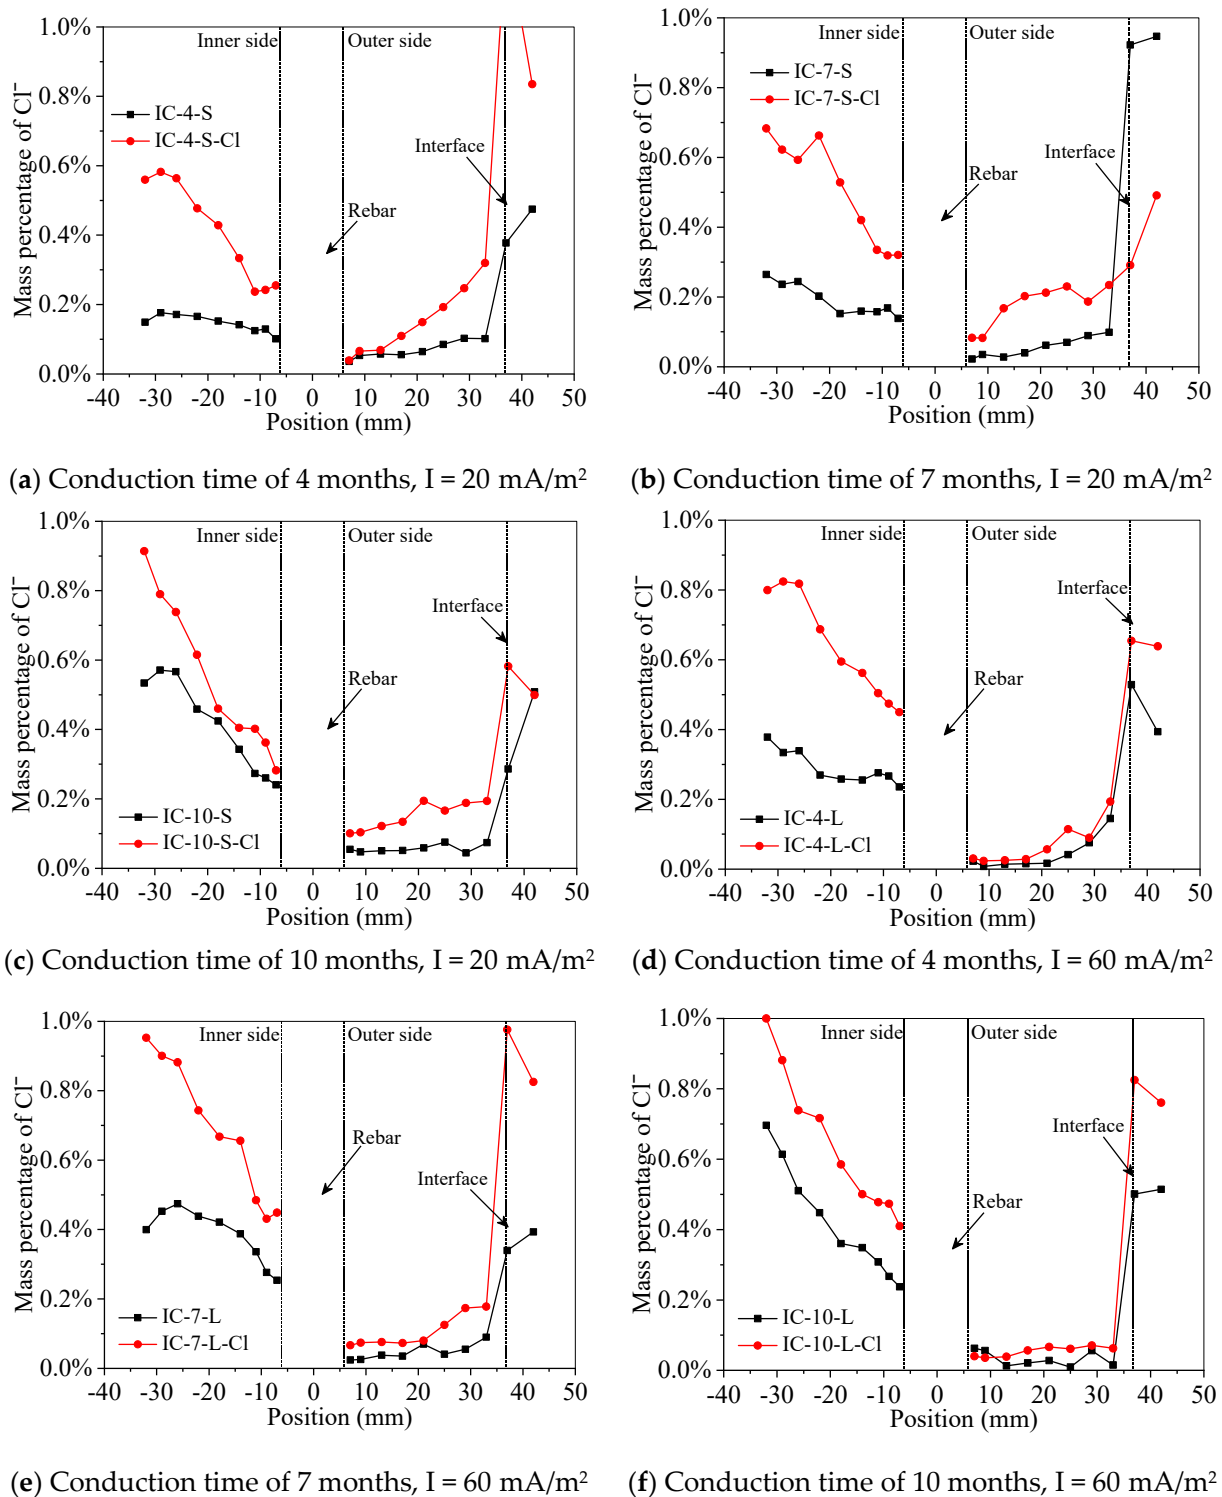 1.0%
0.8%
0.6%
0.4%
0.2%
0.0%
Mass percentage of Cl⁻
Inner side
Outer side
IC-4-S
IC-4-S-Cl
Interface
Rebar
-40 -30 -20 -10 0 10 20 30 40 50
Position (mm)
(a) Conduction time of 4 months, I = 20 mA/m²
1.0%
0.8%
0.6%
0.4%
0.2%
0.0%
Mass percentage of Cl⁻
Inner side
Outer side
IC-7-S
IC-7-S-Cl
Interface
Rebar
-40 -30 -20 -10 0 10 20 30 40 50
Position (mm)
(b) Conduction time of 7 months, I = 20 mA/m²
1.0%
0.8%
0.6%
0.4%
0.2%
0.0%
Mass percentage of Cl⁻
Inner side
Outer side
Interface
Rebar
IC-10-S
IC-10-S-Cl
-40 -30 -20 -10 0 10 20 30 40 50
Position (mm)
(c) Conduction time of 10 months, I = 20 mA/m²
1.0%
0.8%
0.6%
0.4%
0.2%
0.0%
Mass percentage of Cl⁻
Inner side
Outer side
Interface
Rebar
IC-4-L
IC-4-L-Cl
-40 -30 -20 -10 0 10 20 30 40 50
Position (mm)
(d) Conduction time of 4 months, I = 60 mA/m²
1.0%
0.8%
0.6%
0.4%
0.2%
0.0%
Mass percentage of Cl⁻
Inner side
Outer side
Rebar
Interface
IC-7-L
IC-7-L-Cl
-40 -30 -20 -10 0 10 20 30 40 50
Position (mm)
(e) Conduction time of 7 months, I = 60 mA/m²
1.0%
0.8%
0.6%
0.4%
0.2%
0.0%
Mass percentage of Cl⁻
Inner side
Outer side
Interface
Rebar
IC-10-L
IC-10-L-Cl
-40 -30 -20 -10 0 10 20 30 40 50
Position (mm)
(f) Conduction time of 10 months, I = 60 mA/m²